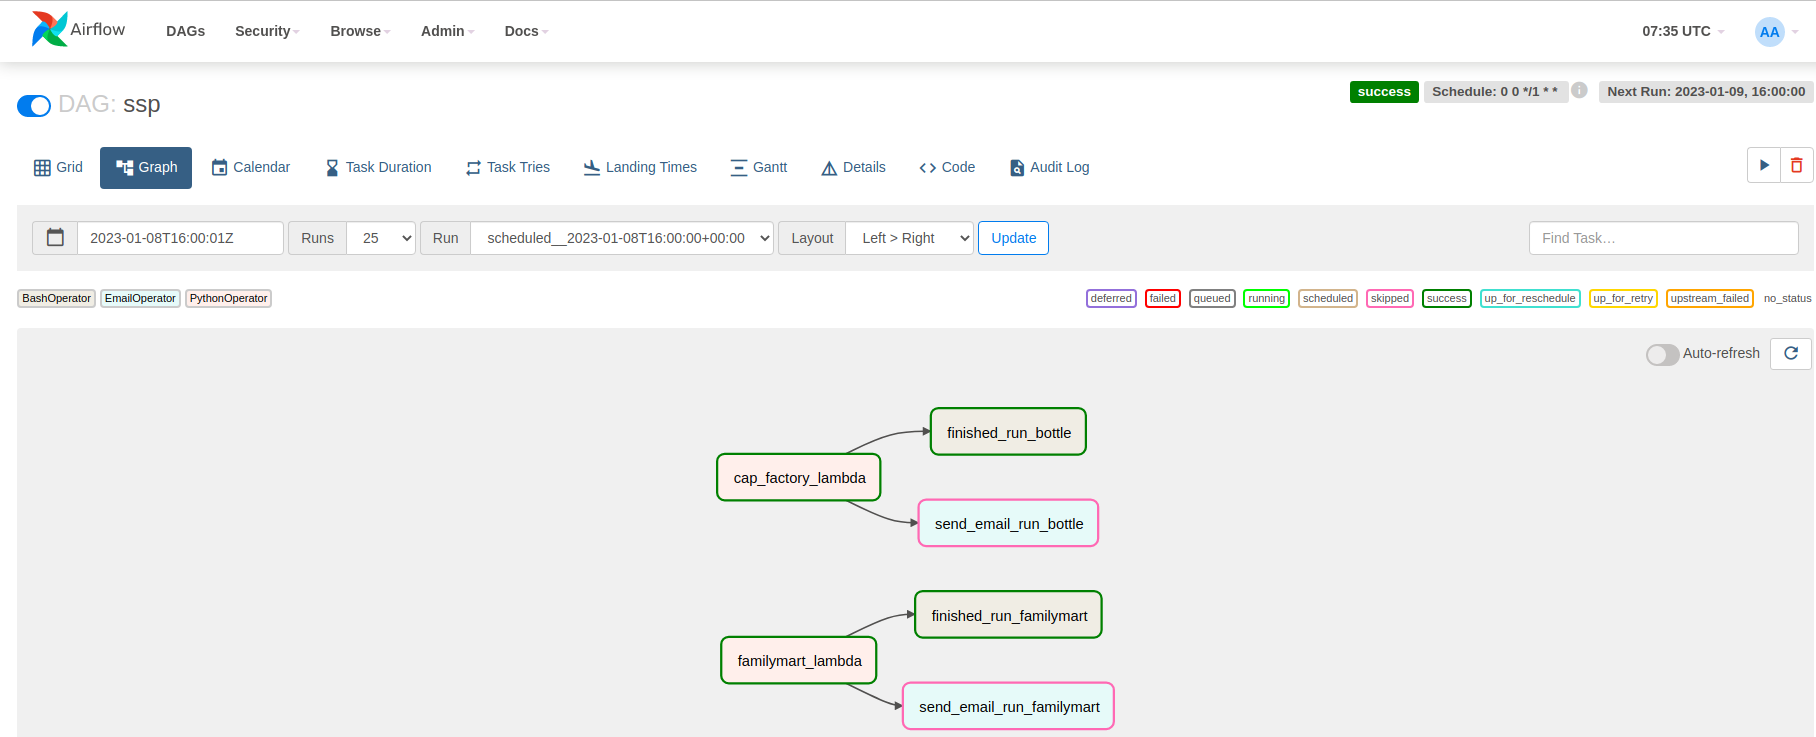 Airflow DAGs Security Browse Admin Docs 07:35 UTC AA
DAG: ssp success Schedule: 0 0 */1 * * i Next Run: 2023-01-09, 16:00:00
Grid Graph Calendar Task Duration Task Tries Landing Times Gantt Details Code Audit Log
2023-01-08T16:00:01Z Runs 25 Run scheduled__2023-01-08T16:00:00+00:00 Layout Left > Right Update Find Task…
BashOperator EmailOperator PythonOperator deferred failed queued running scheduled skipped success up_for_reschedule up_for_retry upstream_failed no_status
Auto-refresh
finished_run_bottle
cap_factory_lambda
send_email_run_bottle
finished_run_familymart
familymart_lambda
send_email_run_familymart